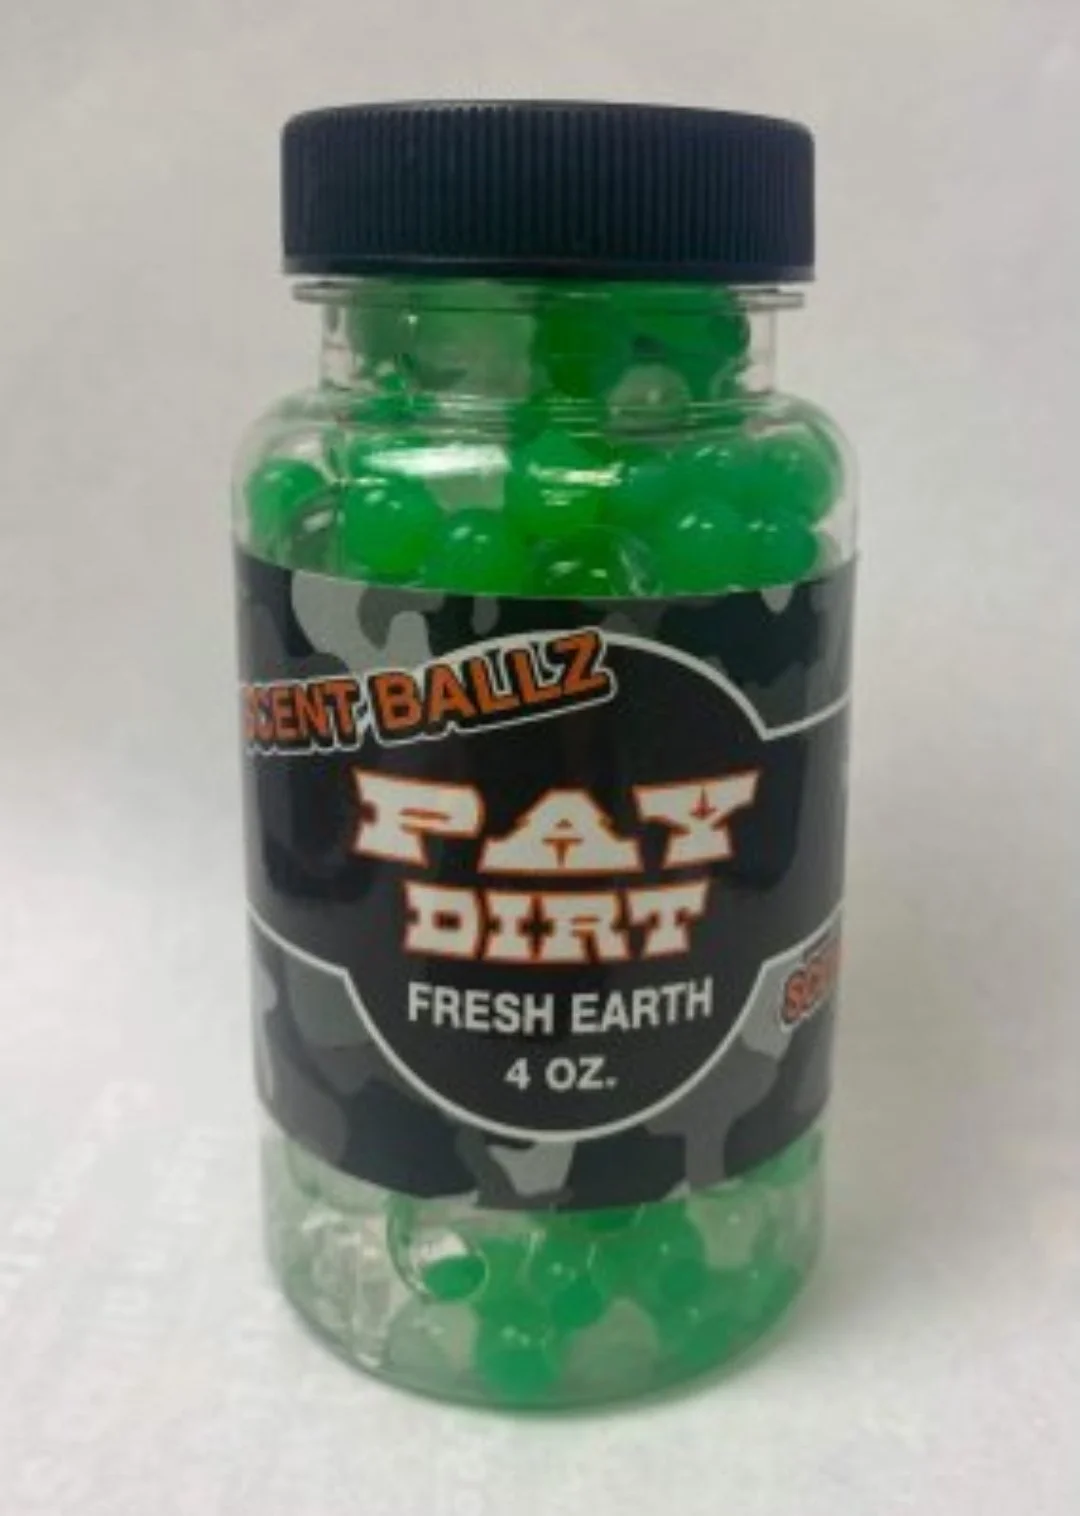 SCENT BALLZ
PAY
DIRT
FRESH EARTH
4 OZ.